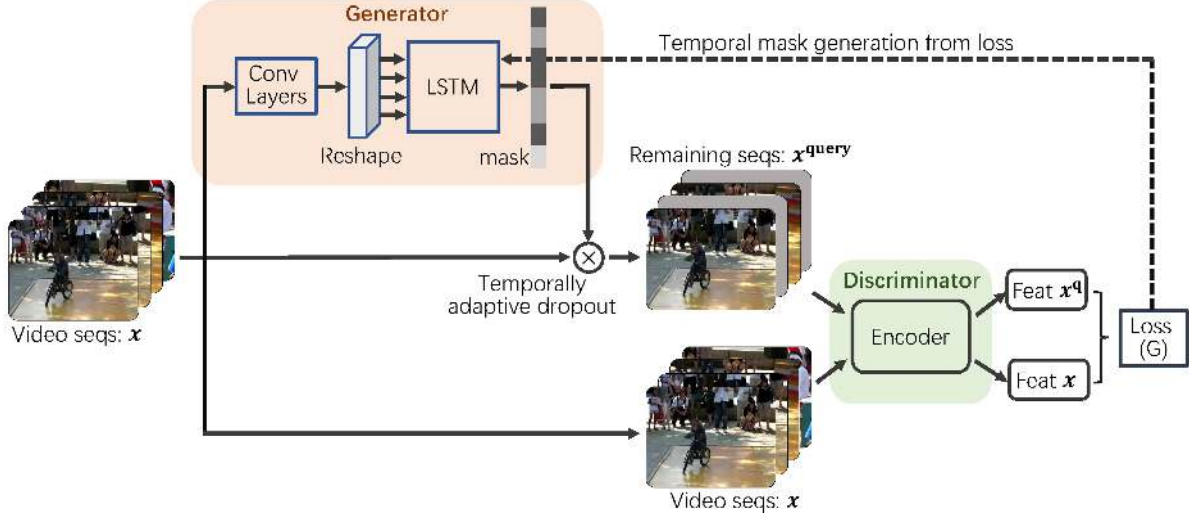 Generator
Temporal mask generation from loss
Conv
Layers
LSTM
Reshape
mask
Remaining seqs: x^query
Temporally
adaptive dropout
Video seqs: x
Discriminator
Encoder
Feat x^q
Feat x
Loss
(G)
Video seqs: x